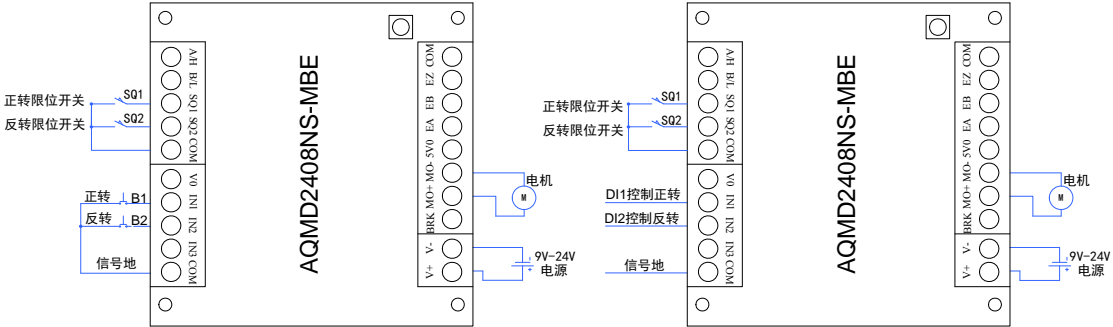 AQMD2408NS-MBE
A/H
B/L
SQ1
SQ2
COM
V0
IN1
IN2
IN3
COM
COM
EZ
EB
EA
5V0
MO-
MO+
BRK
V-
V+
正转限位开关
SQ1
反转限位开关
SQ2
正转
B1
反转
B2
信号地
电机
M
9V-24V
电源
-
+
AQMD2408NS-MBE
A/H
B/L
SQ1
SQ2
COM
V0
IN1
IN2
IN3
COM
COM
EZ
EB
EA
5V0
MO-
MO+
BRK
V-
V+
正转限位开关
SQ1
反转限位开关
SQ2
DI1控制正转
DI2控制反转
信号地
电机
M
9V-24V
电源
-
+